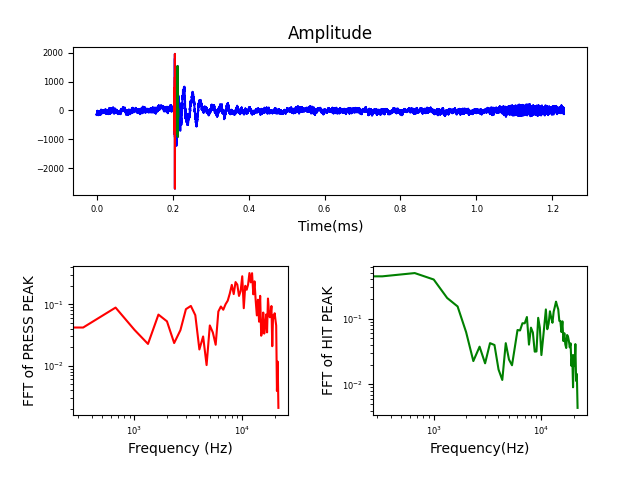 Amplitude
2000
1000
0
−1000
−2000
0.0 0.2 0.4 0.6 0.8 1.0 1.2
Time(ms)
FFT of PRESS PEAK
10⁻¹
10⁻²
10³ 10⁴
Frequency (Hz)
FFT of HIT PEAK
10⁻¹
10⁻²
10³ 10⁴
Frequency(Hz)